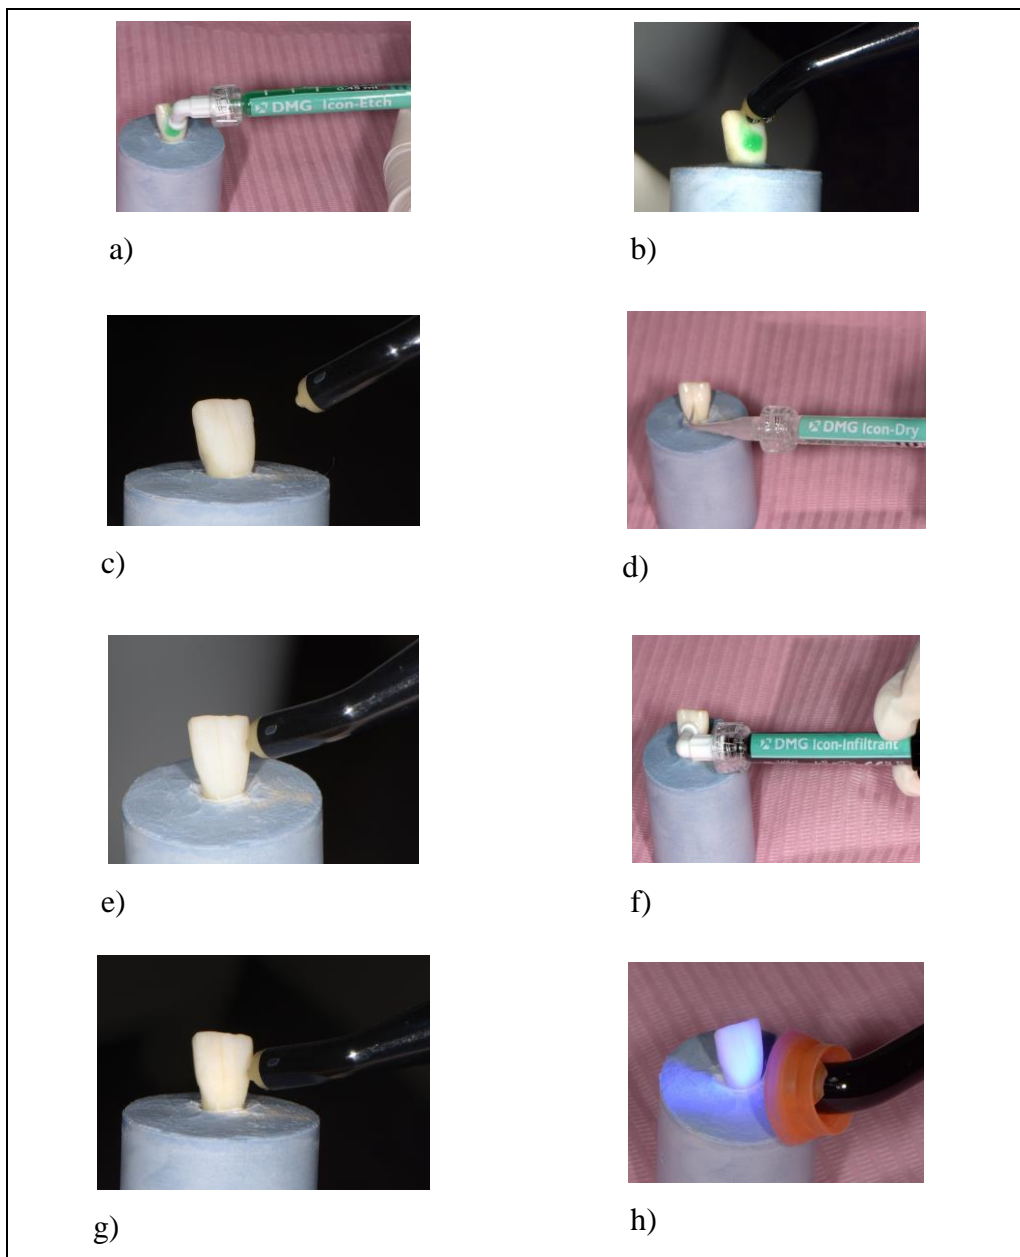 0.45 ml
DMG Icon-Etch
a)
b)
c)
DMG Icon-Dry
d)
e)
DMG Icon-Infiltrant
f)
g)
h)